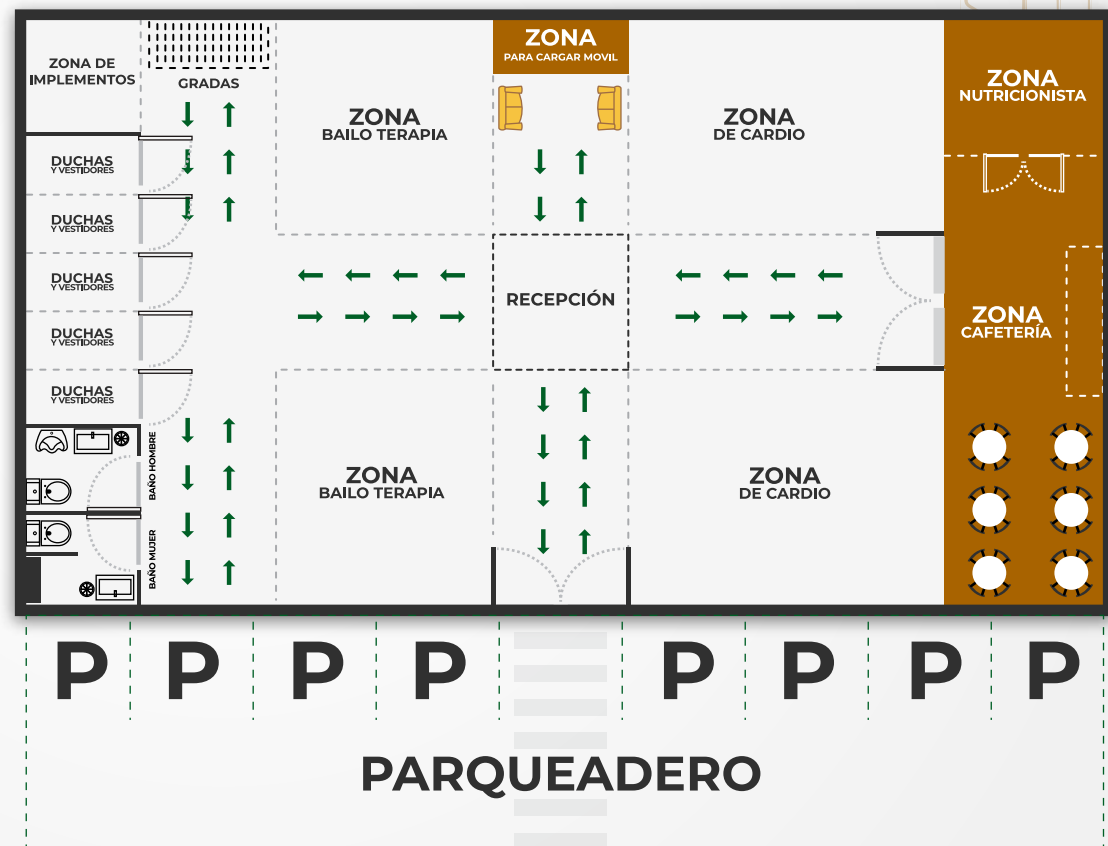 ZONA DE
IMPLEMENTOS
GRADAS
ZONA
BAILO TERAPIA
ZONA
PARA CARGAR MOVIL
ZONA
DE CARDIO
ZONA
NUTRICIONISTA
DUCHAS
Y VESTIDORES
DUCHAS
Y VESTIDORES
DUCHAS
Y VESTIDORES
DUCHAS
Y VESTIDORES
DUCHAS
Y VESTIDORES
RECEPCIÓN
ZONA
CAFETERÍA
BAÑO HOMBRE
BAÑO MUJER
ZONA
BAILO TERAPIA
ZONA
DE CARDIO
P P P P P P P P
PARQUEADERO